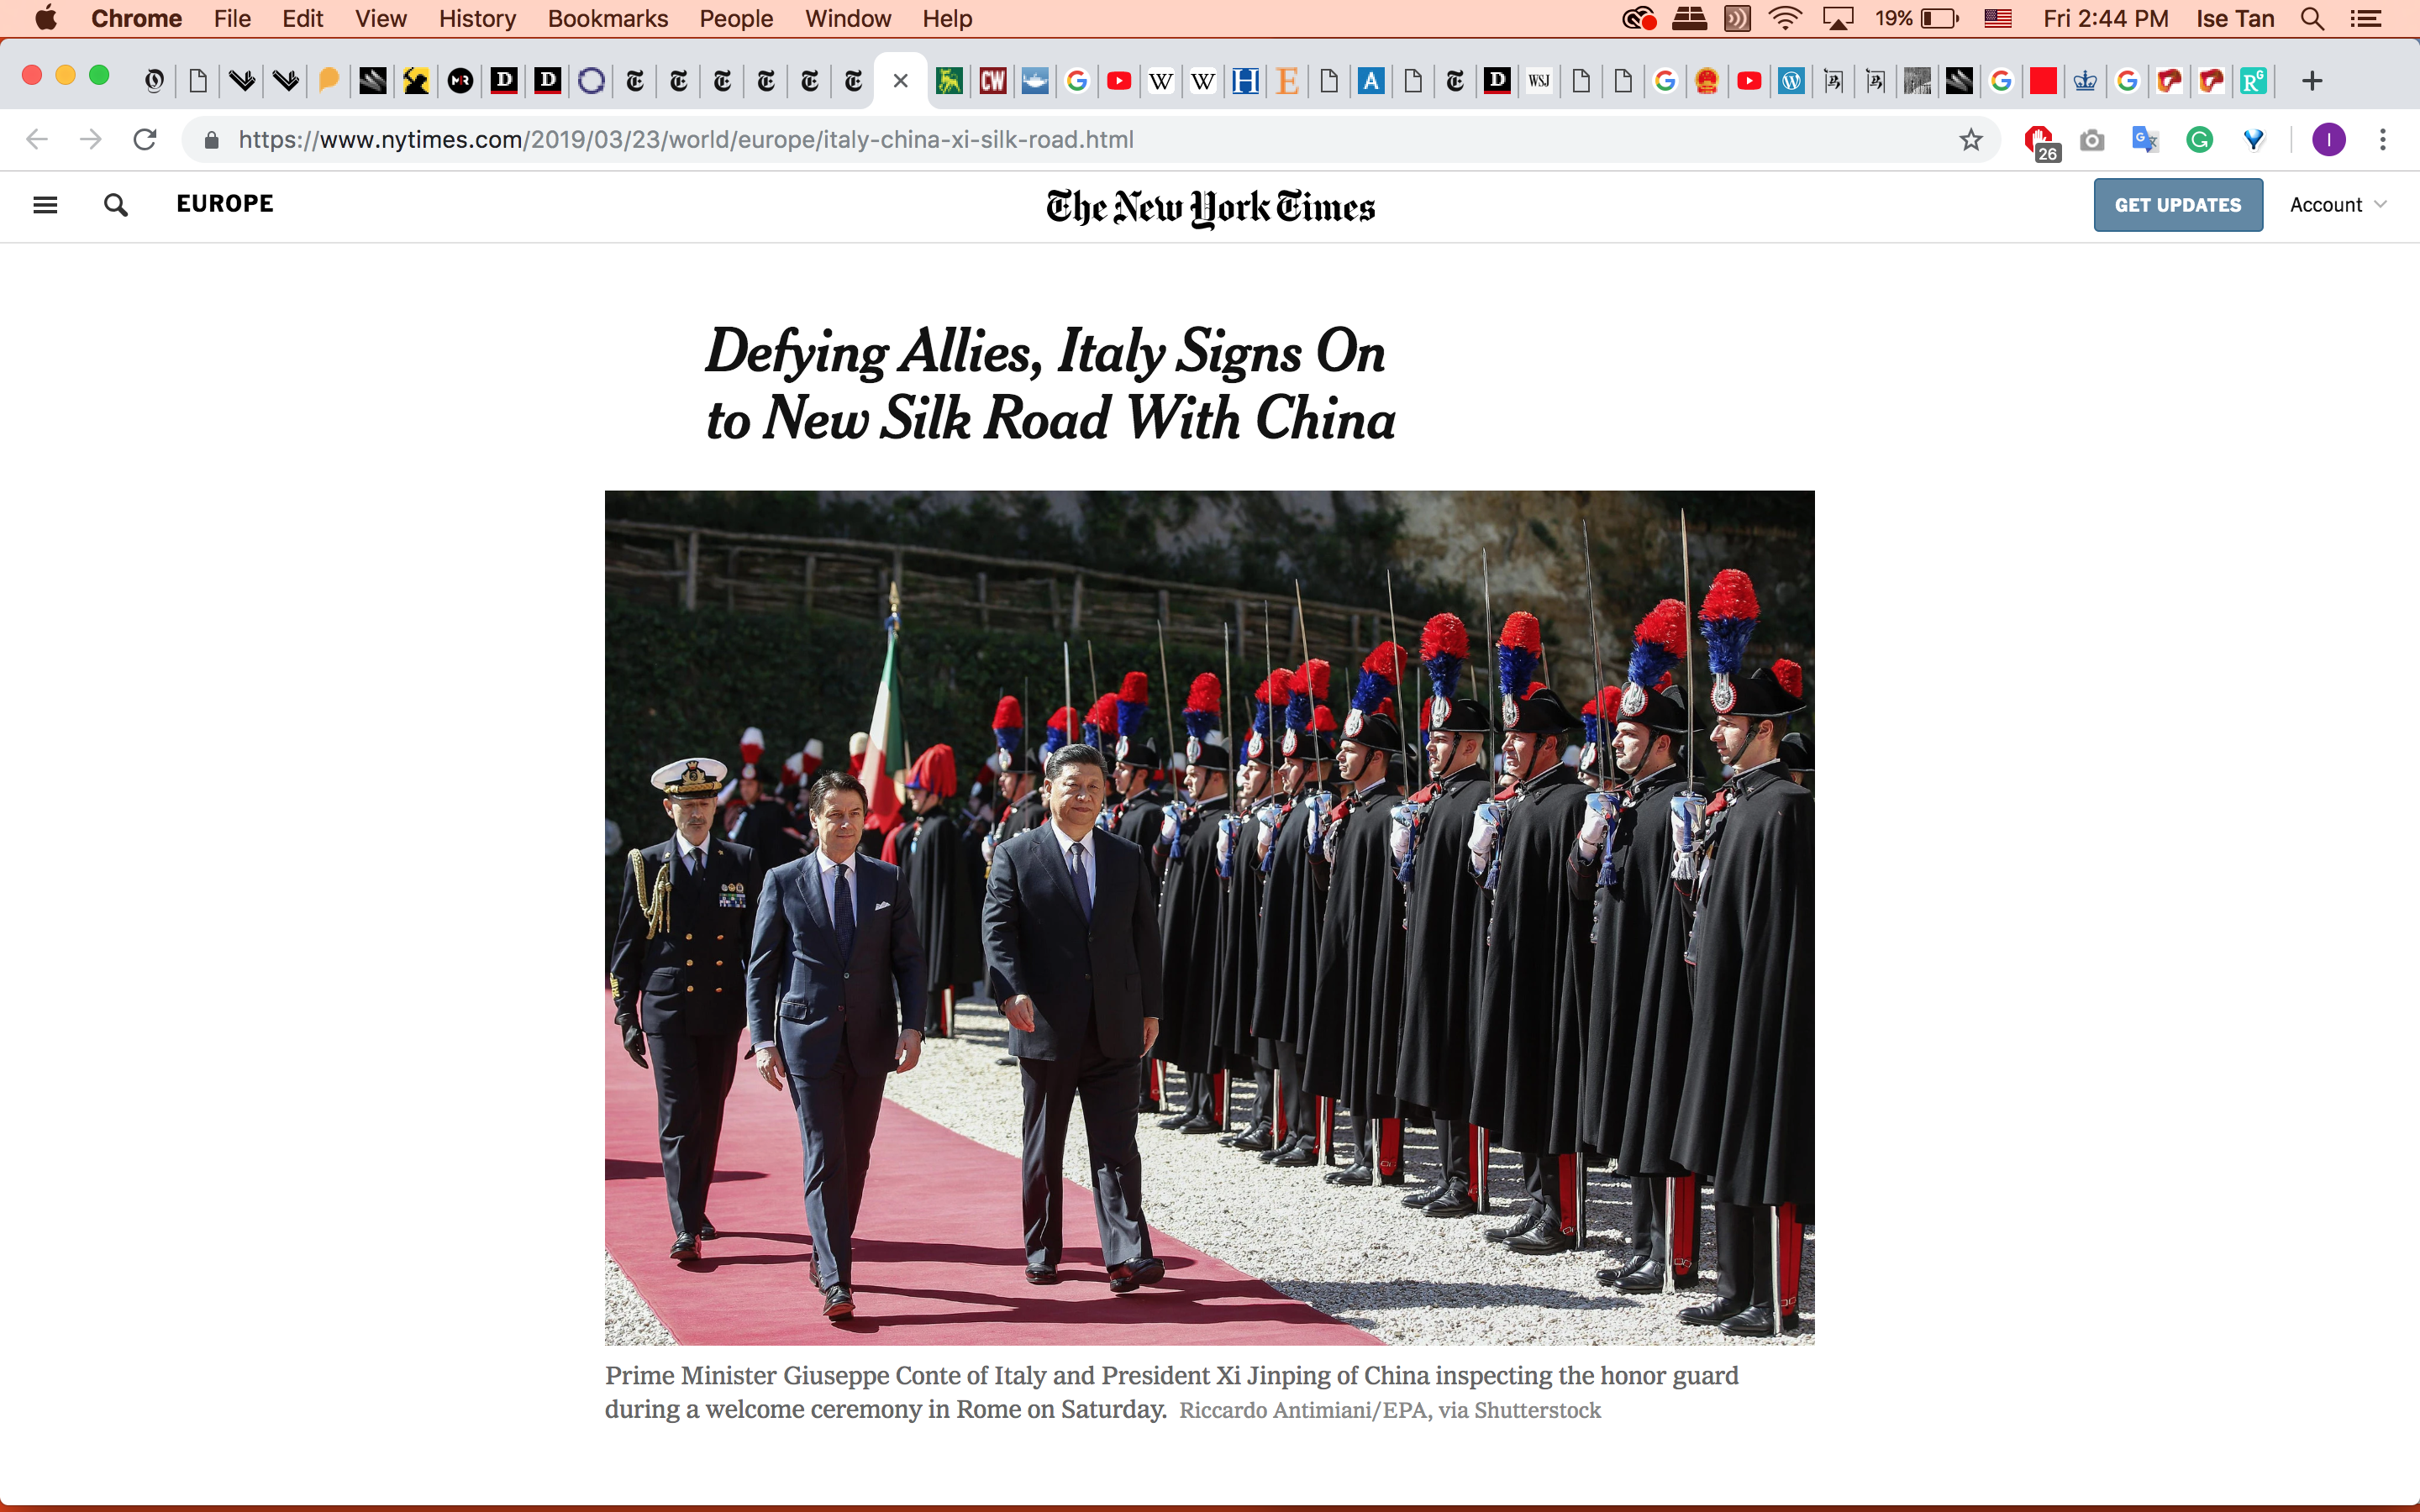 Chrome File Edit View History Bookmarks People Window Help 19% Fri 2:44 PM Ise Tan
D D CW W W H E A D WSJ RG
https://www.nytimes.com/2019/03/23/world/europe/italy-china-xi-silk-road.html 26 I
EUROPE The New York Times GET UPDATES Account
Defying Allies, Italy Signs On
to New Silk Road With China
Prime Minister Giuseppe Conte of Italy and President Xi Jinping of China inspecting the honor guard
during a welcome ceremony in Rome on Saturday. Riccardo Antimiani/EPA, via Shutterstock